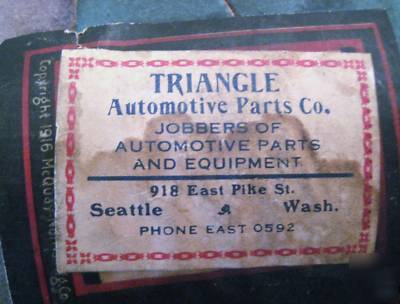 TRIANGLE
Automotive Parts Co.
JOBBERS OF
AUTOMOTIVE PARTS
AND EQUIPMENT
918 East Pike St.
Seattle Wash.
PHONE EAST 0592
Copyright 1916 McQuay